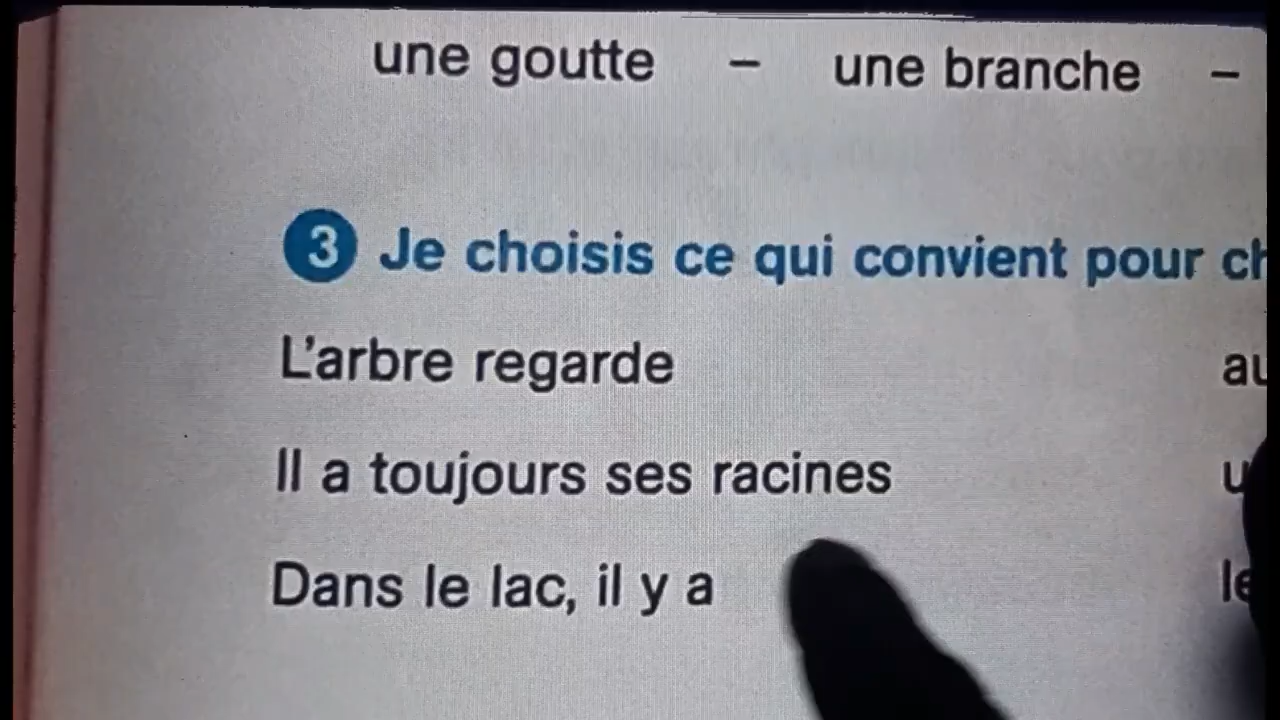 une goutte – une branche –
3 Je choisis ce qui convient pour
L'arbre regarde
Il a toujours ses racines
Dans le lac, il y a